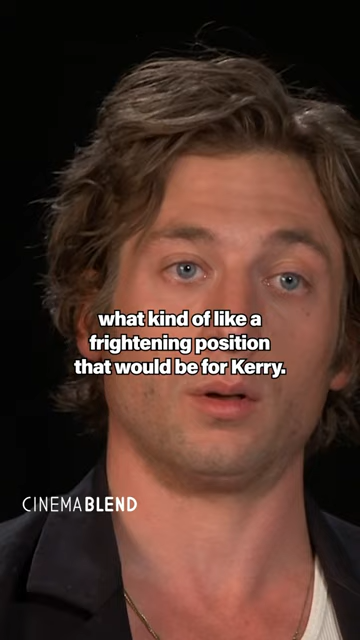 what kind of like a
frightening position
that would be for Kerry.
CINEMABLEND